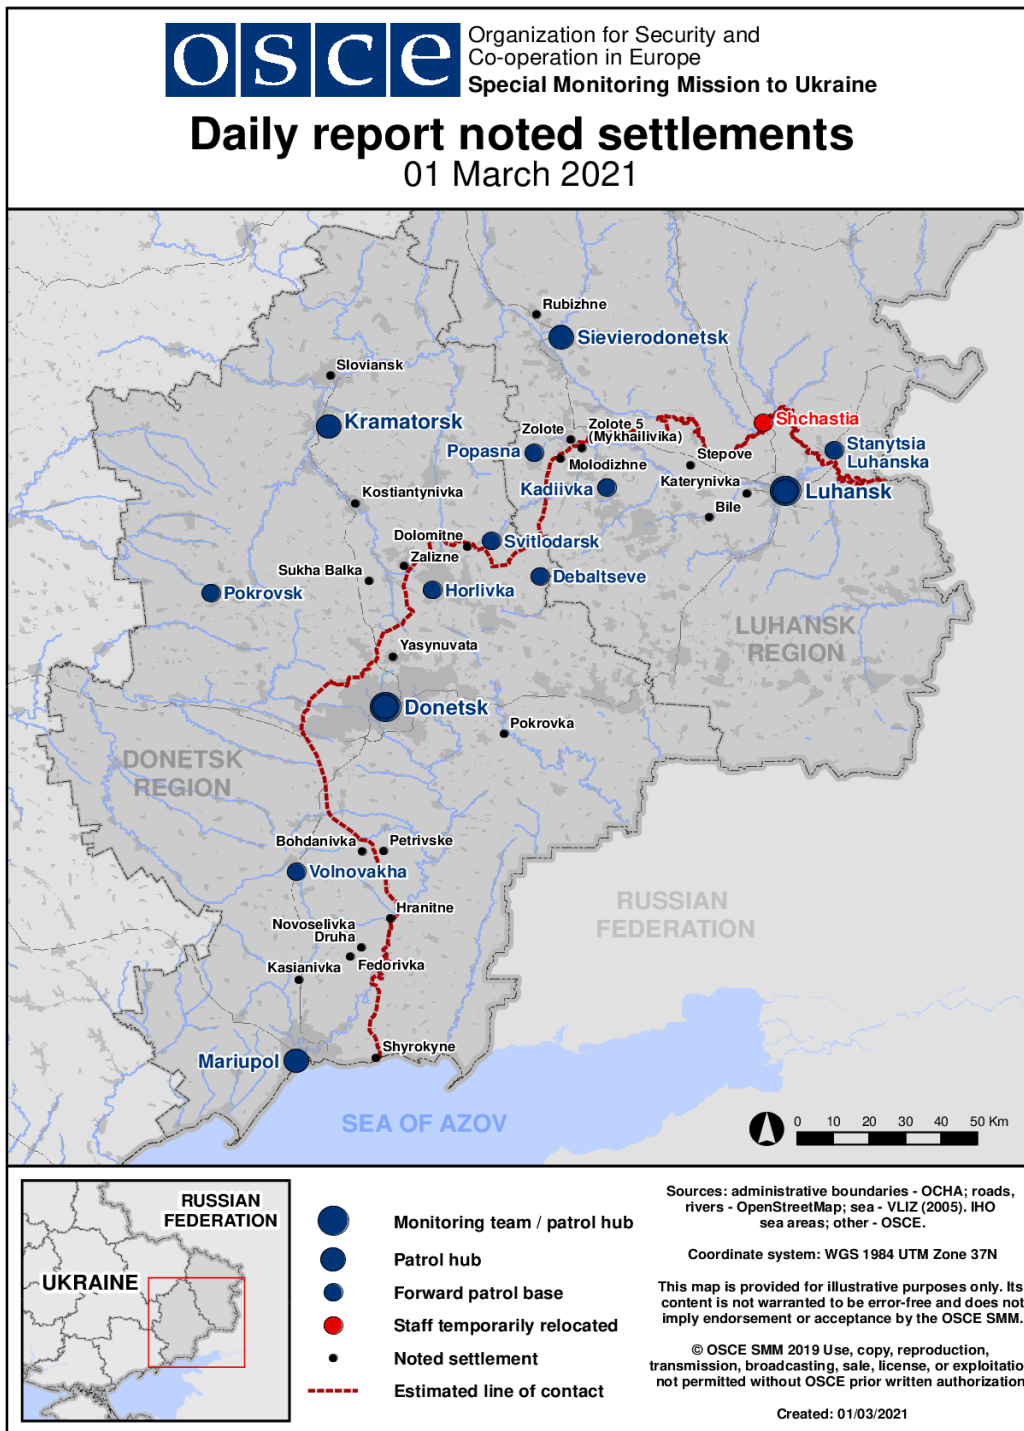 osce
Organization for Security and
Co-operation in Europe
Special Monitoring Mission to Ukraine
Daily report noted settlements
01 March 2021
Rubizhne
Sievierodonetsk
Sloviansk
Kramatorsk
Shchastia
Zolote
Zolote 5
(Mykhailivika)
Popasna
Stanytsia
Luhanska
Molodizhne
Stepove
Kadiivka
Katerynivka
Luhansk
Kostiantynivka
Bile
Dolomitne
Svitlodarsk
Zalizne
Sukha Balka
Debaltseve
Pokrovsk
Horlivka
LUHANSK
REGION
Yasynuvata
Donetsk
Pokrovka
DONETSK
REGION
Bohdanivka
Petrivske
Volnovakha
Hranitne
RUSSIAN
FEDERATION
Novoselivka
Druha
Fedorivka
Kasianivka
Shyrokyne
Mariupol
SEA OF AZOV
0 10 20 30 40 50 Km
RUSSIAN
FEDERATION
UKRAINE
Monitoring team / patrol hub
Patrol hub
Forward patrol base
Staff temporarily relocated
Noted settlement
Estimated line of contact
Sources: administrative boundaries - OCHA; roads,
rivers - OpenStreetMap; sea - VLIZ (2005). IHO
sea areas; other - OSCE.
Coordinate system: WGS 1984 UTM Zone 37N
This map is provided for illustrative purposes only. Its
content is not warranted to be error-free and does not
imply endorsement or acceptance by the OSCE SMM.
© OSCE SMM 2019 Use, copy, reproduction,
transmission, broadcasting, sale, license, or exploitatio
not permitted without OSCE prior written authorization
Created: 01/03/2021